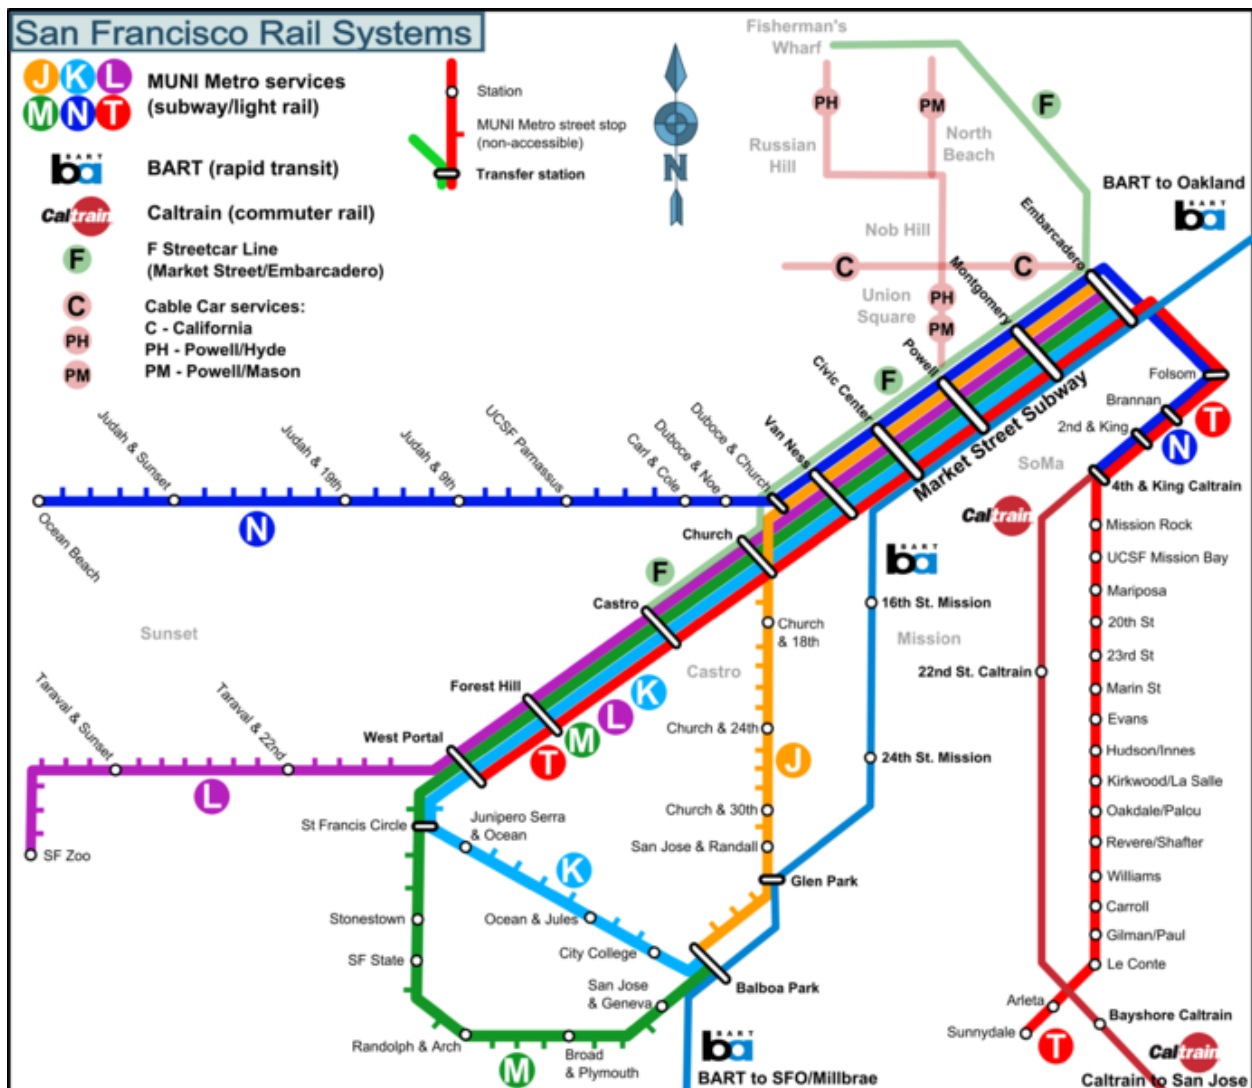 San Francisco Rail Systems
J K L
M N T
MUNI Metro services
(subway/light rail)
BART
ba
BART (rapid transit)
Caltrain
Caltrain (commuter rail)
F
F Streetcar Line
(Market Street/Embarcadero)
C
Cable Car services:
C - California
PH
PH - Powell/Hyde
PM
PM - Powell/Mason
Station
MUNI Metro street stop
(non-accessible)
Transfer station
N
Fisherman's
Wharf
PH
PM
F
Russian
Hill
North
Beach
BART to Oakland
BART
ba
Nob Hill
C
C
Union
Square
PH
PM
F
Embarcadero
Montgomery
Powell
Civic Center
Van Ness
Market Street Subway
Folsom
Brannan
2nd & King
T
N
SoMa
4th & King Caltrain
Caltrain
Judah & Sunset
Judah & 19th
Judah & 9th
UCSF Parnassus
Carl & Cole
Duboce & Noe
Duboce & Church
Ocean Beach
N
Church
F
Castro
Forest Hill
West Portal
K
L
M
T
Sunset
Castro
Mission
BART
ba
16th St. Mission
24th St. Mission
22nd St. Caltrain
Mission Rock
UCSF Mission Bay
Mariposa
20th St
23rd St
Marin St
Evans
Hudson/Innes
Kirkwood/La Salle
Oakdale/Palou
Revere/Shafter
Williams
Carroll
Gilman/Paul
Le Conte
Arleta
Sunnydale
T
Bayshore Caltrain
Caltrain
Caltrain to San Jose
Church
& 18th
Church & 24th
J
Church & 30th
San Jose & Randall
Glen Park
Taraval & Sunset
Taraval & 22nd
L
SF Zoo
St Francis Circle
Junipero Serra
& Ocean
K
Ocean & Jules
City College
Stonestown
SF State
San Jose
& Geneva
Balboa Park
Randolph & Arch
Broad
& Plymouth
M
BART
ba
BART to SFO/Millbrae